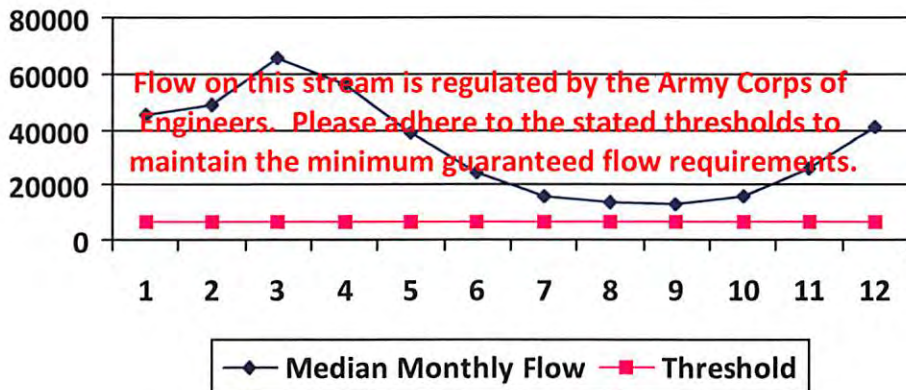 80000
60000
40000
20000
0
Flow on this stream is regulated by the Army Corps of
Engineers. Please adhere to the stated thresholds to
maintain the minimum guaranteed flow requirements.
1 2 3 4 5 6 7 8 9 10 11 12
Median Monthly Flow Threshold